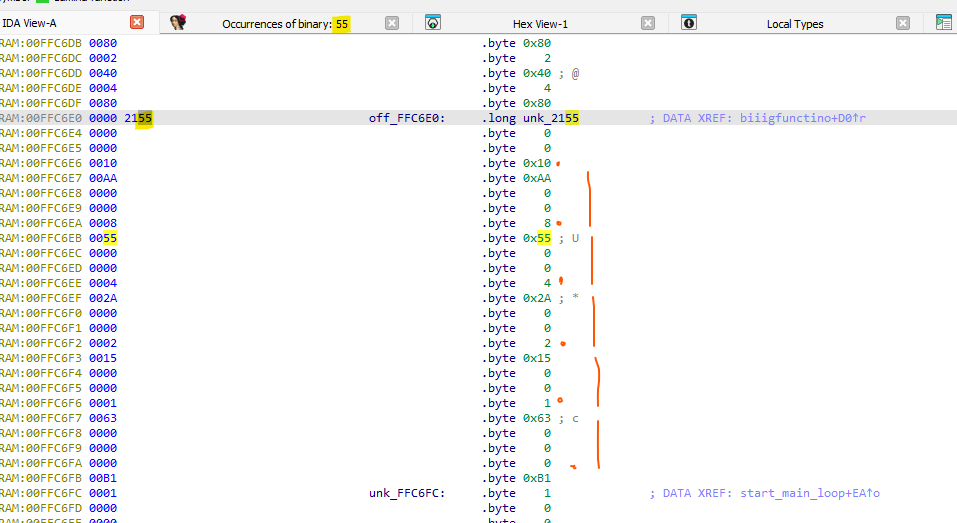 IDA View-A
Occurrences of binary: 55
Hex View-1
Local Types
RAM:00FFC6DB 0080 .byte 0x80
RAM:00FFC6DC 0002 .byte 2
RAM:00FFC6DD 0040 .byte 0x40 ; @
RAM:00FFC6DE 0004 .byte 4
RAM:00FFC6DF 0080 .byte 0x80
RAM:00FFC6E0 0000 2155 off_FFC6E0: .long unk_2155 ; DATA XREF: biiigfunctino+D0↑r
RAM:00FFC6E4 0000 .byte 0
RAM:00FFC6E5 0000 .byte 0
RAM:00FFC6E6 0010 .byte 0x10
RAM:00FFC6E7 00AA .byte 0xAA
RAM:00FFC6E8 0000 .byte 0
RAM:00FFC6E9 0000 .byte 0
RAM:00FFC6EA 0008 .byte 8
RAM:00FFC6EB 0055 .byte 0x55 ; U
RAM:00FFC6EC 0000 .byte 0
RAM:00FFC6ED 0000 .byte 0
RAM:00FFC6EE 0004 .byte 4
RAM:00FFC6EF 002A .byte 0x2A ; *
RAM:00FFC6F0 0000 .byte 0
RAM:00FFC6F1 0000 .byte 0
RAM:00FFC6F2 0002 .byte 2
RAM:00FFC6F3 0015 .byte 0x15
RAM:00FFC6F4 0000 .byte 0
RAM:00FFC6F5 0000 .byte 0
RAM:00FFC6F6 0001 .byte 1
RAM:00FFC6F7 0063 .byte 0x63 ; c
RAM:00FFC6F8 0000 .byte 0
RAM:00FFC6F9 0000 .byte 0
RAM:00FFC6FA 0000 .byte 0
RAM:00FFC6FB 00B1 .byte 0xB1
RAM:00FFC6FC 0001 unk_FFC6FC: .byte 1 ; DATA XREF: start_main_loop+EA↑o
RAM:00FFC6FD 0000 .byte 0